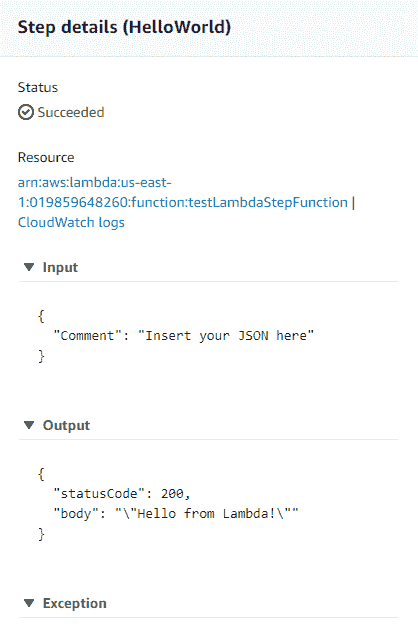 Step details (HelloWorld)
Status
Succeeded
Resource
arn:aws:lambda:us-east-
1:019859648260:function:testLambdaStepFunction |
CloudWatch logs
Input
{
"Comment": "Insert your JSON here"
}
Output
{
"statusCode": 200,
"body": "\"Hello from Lambda!\""
}
Exception